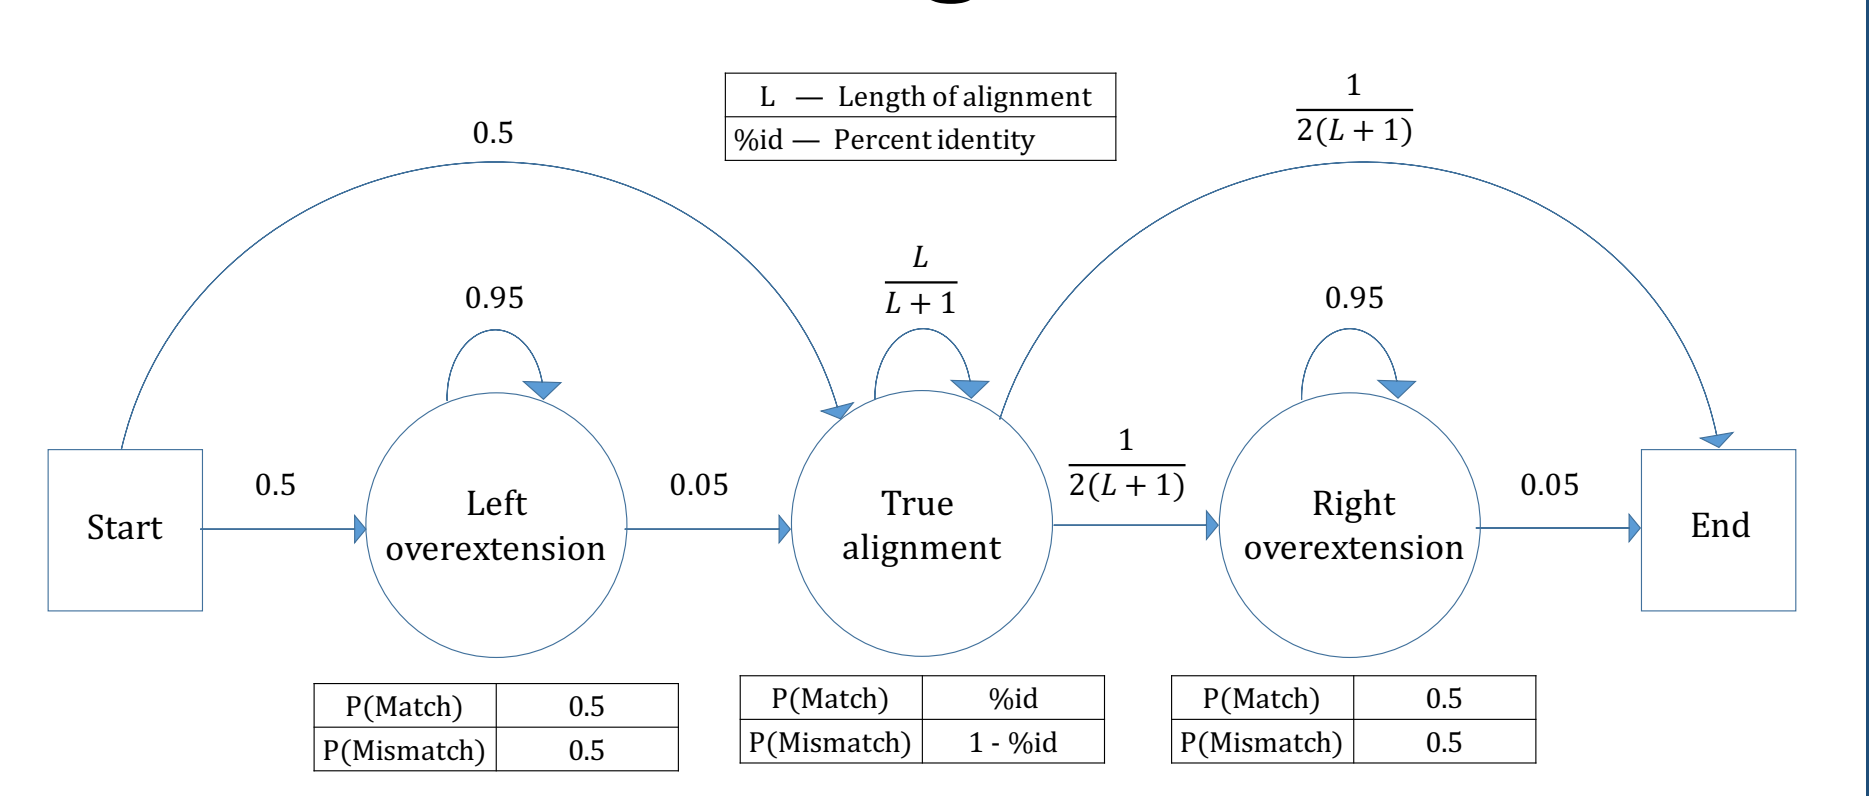 L — Length of alignment
%id — Percent identity
0.5
1
2(L + 1)
L
L + 1
0.95
0.95
1
2(L + 1)
0.5
0.05
0.05
Start
Left
overextension
True
alignment
Right
overextension
End
P(Match) 0.5
P(Mismatch) 0.5
P(Match) %id
P(Mismatch) 1 - %id
P(Match) 0.5
P(Mismatch) 0.5